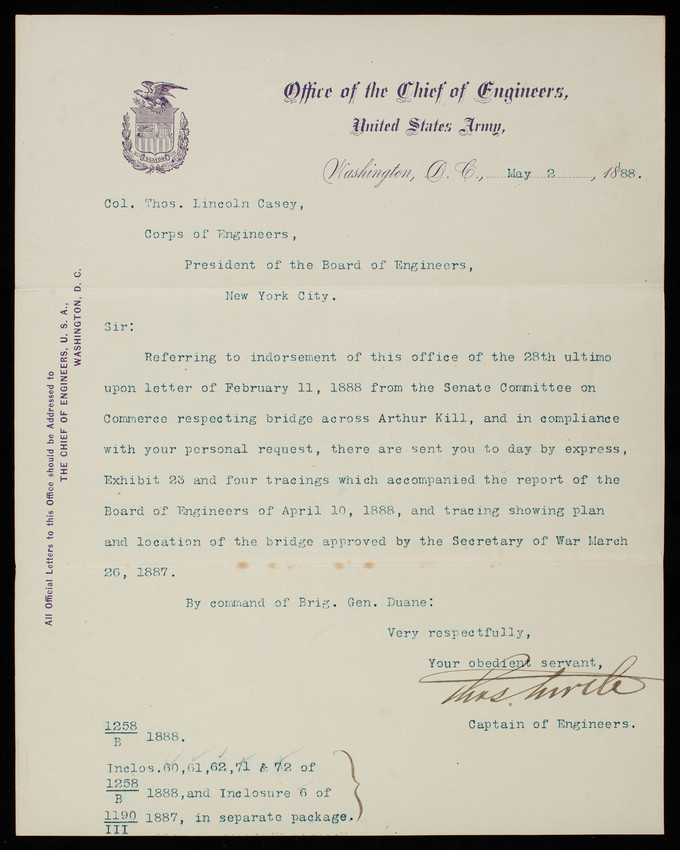 Office of the Chief of Engineers,
United States Army,
Washington, D. C., May 2, 1888.
Col. Thos. Lincoln Casey,
Corps of Engineers,
President of the Board of Engineers,
New York City.
Sir:
Referring to indorsement of this office of the 28th ultimo
upon letter of February 11, 1888 from the Senate Committee on
Commerce respecting bridge across Arthur Kill, and in compliance
with your personal request, there are sent you to day by express,
Exhibit 23 and four tracings which accompanied the report of the
Board of Engineers of April 10, 1888, and tracing showing plan
and location of the bridge approved by the Secretary of War March
26, 1887.
By command of Brig. Gen. Duane:
Very respectfully,
Your obedient servant,
Thos. Turtle
Captain of Engineers.
1258
B 1888.
Inclos.60,61,62,71 & 72 of
1258
B 1888,and Inclosure 6 of
1190
III 1887, in separate package.
All Official Letters to this Office should be Addressed to
THE CHIEF OF ENGINEERS, U. S. A.,
WASHINGTON, D. C.